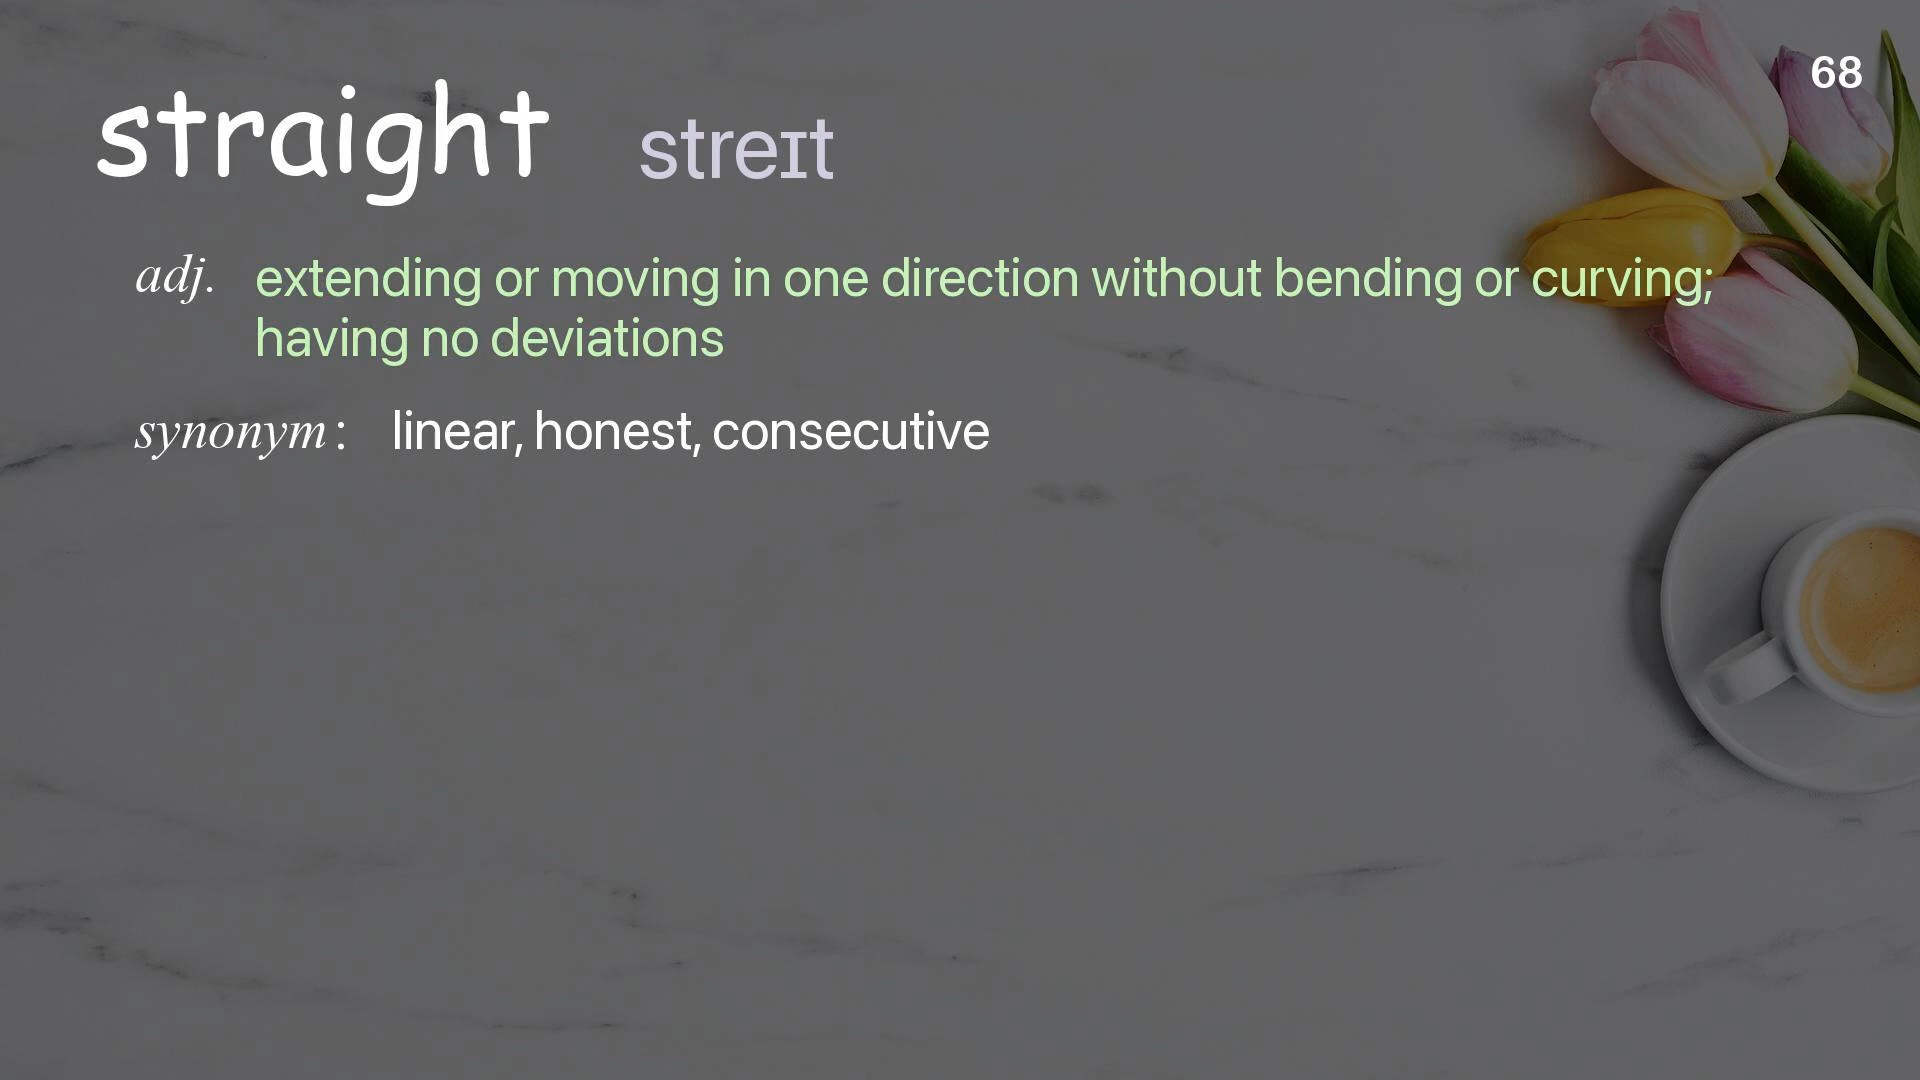 68
straight streɪt
adj. extending or moving in one direction without bending or curving;
having no deviations
synonym: linear, honest, consecutive